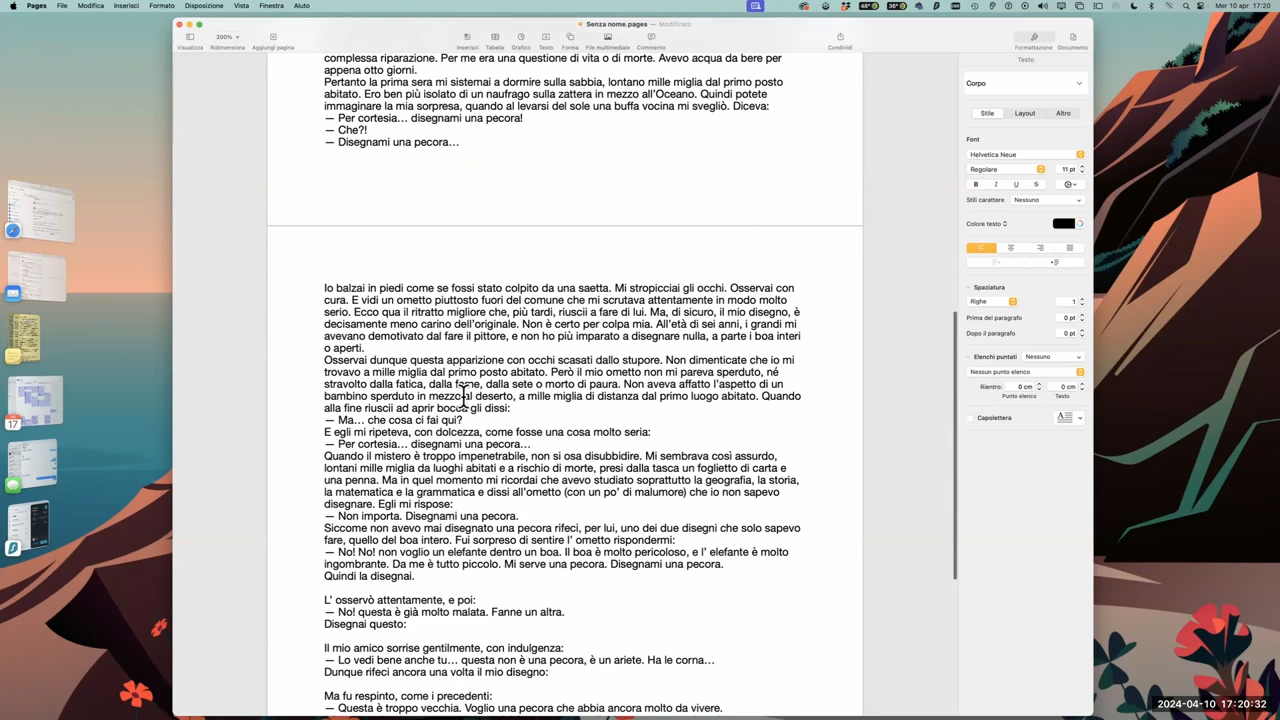 Pages File Modifica Inserisci Formato Disposizione Vista Finestra Aiuto
48° 36° Mer 10 apr 17:20
Senza nome.pages — Modificato
200%
Visualizza Ridimensiona Aggiungi pagina Inserisci Tabella Grafico Testo Forma File multimediale Commento Condividi Formattazione Documento
complessa riparazione. Per me era una questione di vita o di morte. Avevo acqua da bere per
appena otto giorni.
Pertanto la prima sera mi sistemai a dormire sulla sabbia, lontano mille miglia dal primo posto
abitato. Ero ben più isolato di un naufrago sulla zattera in mezzo all'Oceano. Quindi potete
immaginare la mia sorpresa, quando al levarsi del sole una buffa vocina mi svegliò. Diceva:
— Per cortesia… disegnami una pecora!
— Che?!
— Disegnami una pecora…
Io balzai in piedi come se fossi stato colpito da una saetta. Mi stropicciai gli occhi. Osservai con
cura. E vidi un ometto piuttosto fuori del comune che mi scrutava attentamente in modo molto
serio. Ecco qua il ritratto migliore che, più tardi, riuscii a fare di lui. Ma, di sicuro, il mio disegno, è
decisamente meno carino dell'originale. Non è certo per colpa mia. All'età di sei anni, i grandi mi
avevano demotivato dal fare il pittore, e non ho più imparato a disegnare nulla, a parte i boa interi
o aperti.
Osservai dunque questa apparizione con occhi scasati dallo stupore. Non dimenticate che io mi
trovavo a mille miglia dal primo posto abitato. Però il mio ometto non mi pareva sperduto, né
stravolto dalla fatica, dalla fame, dalla sete o morto di paura. Non aveva affatto l'aspetto di un
bambino sperduto in mezzo al deserto, a mille miglia di distanza dal primo luogo abitato. Quando
alla fine riuscii ad aprir bocca gli dissi:
— Ma… che cosa ci fai qui?
E egli mi ripeteva, con dolcezza, come fosse una cosa molto seria:
— Per cortesia… disegnami una pecora…
Quando il mistero è troppo impenetrabile, non si osa disubbidire. Mi sembrava così assurdo,
lontani mille miglia da luoghi abitati e a rischio di morte, presi dalla tasca un foglietto di carta e
una penna. Ma in quel momento mi ricordai che avevo studiato soprattutto la geografia, la storia,
la matematica e la grammatica e dissi all'ometto (con un po' di malumore) che io non sapevo
disegnare. Egli mi rispose:
— Non importa. Disegnami una pecora.
Siccome non avevo mai disegnato una pecora rifeci, per lui, uno dei due disegni che solo sapevo
fare, quello del boa intero. Fui sorpreso di sentire l' ometto rispondermi:
— No! No! non voglio un elefante dentro un boa. Il boa è molto pericoloso, e l' elefante è molto
ingombrante. Da me è tutto piccolo. Mi serve una pecora. Disegnami una pecora.
Quindi la disegnai.
L' osservò attentamente, e poi:
— No! questa è già molto malata. Fanne un altra.
Disegnai questo:
Il mio amico sorrise gentilmente, con indulgenza:
— Lo vedi bene anche tu… questa non è una pecora, è un ariete. Ha le corna…
Dunque rifeci ancora una volta il mio disegno:
Ma fu respinto, come i precedenti:
— Questa è troppo vecchia. Voglio una pecora che abbia ancora molto da vivere.
Testo
Corpo
Stile Layout Altro
Font
Helvetica Neue
Regolare 11 pt
B I U S
Stili carattere Nessuno
Colore testo
Spaziatura
Righe 1
Prima del paragrafo 0 pt
Dopo il paragrafo 0 pt
Elenchi puntati Nessuno
Nessun punto elenco
Rientro: 0 cm 0 cm
Punto elenco Testo
Capolettera
17
2024-04-10 17:20:32